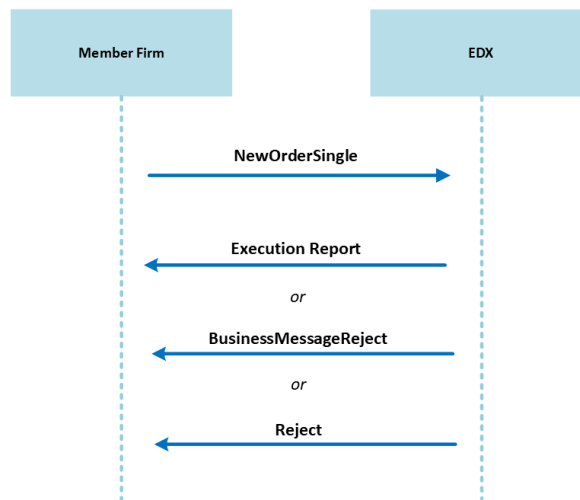 Member Firm
EDX
NewOrderSingle
Execution Report
or
BusinessMessageReject
or
Reject